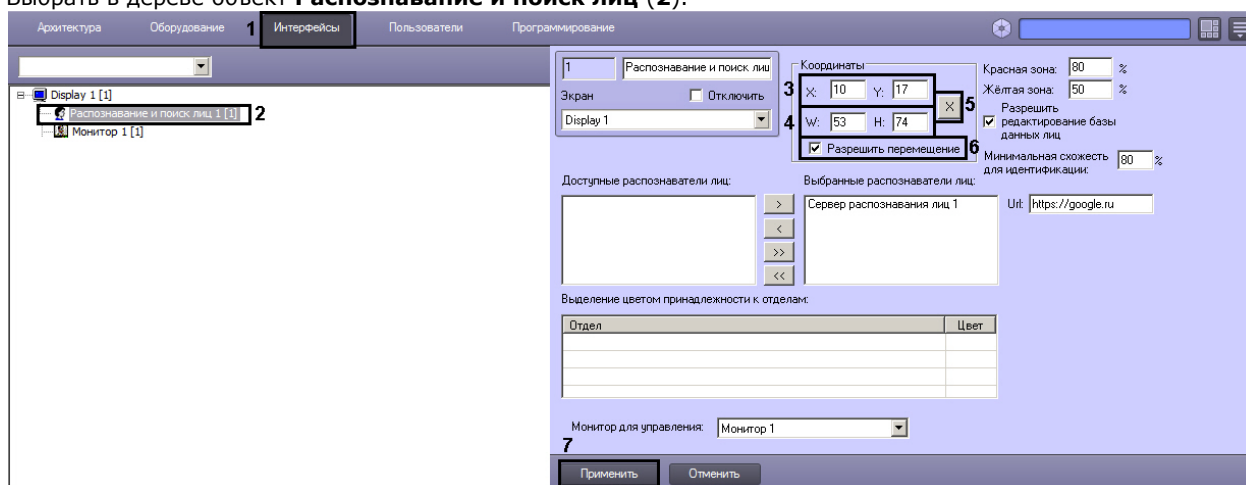 Выбрать в дереве объект Распознавание и поиск лиц (2).
Архитектура Оборудование 1 Интерфейсы Пользователи Программирование
1 Распознавание и поиск лиц
Экран Отключить
Display 1
Координаты
3 X: 10 Y: 17
4 W: 53 H: 74
X 5
Разрешить перемещение 6
Красная зона: 80 %
Жёлтая зона: 50 %
Разрешить
редактирование базы
данных лиц
Минимальная схожесть
для идентификации: 80 %
Display 1 [1]
Распознавание и поиск лиц 1 [1] 2
Монитор 1 [1]
Доступные распознаватели лиц:
Выбранные распознаватели лиц:
Сервер распознавания лиц 1
>
<
>>
<<
Url: https://google.ru
Выделение цветом принадлежности к отделам:
Отдел Цвет
Монитор для управления: Монитор 1
7
Применить Отменить